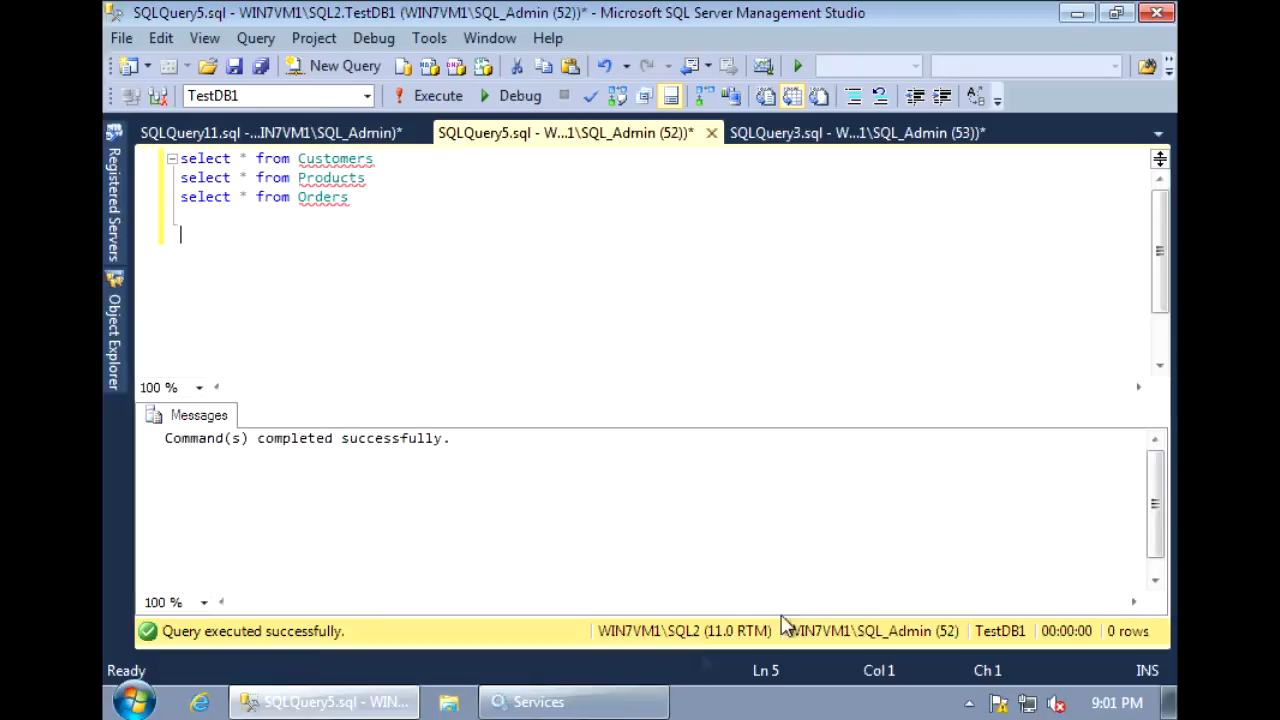 SQLQuery5.sql - WIN7VM1\SQL2.TestDB1 (WIN7VM1\SQL_Admin (52))* - Microsoft SQL Server Management Studio
File Edit View Query Project Debug Tools Window Help
New Query
TestDB1 Execute Debug
SQLQuery11.sql -...IN7VM1\SQL_Admin)* SQLQuery5.sql - W...1\SQL_Admin (52))* SQLQuery3.sql - W...1\SQL_Admin (53))*
Registered Servers
Object Explorer
select * from Customers
select * from Products
select * from Orders
100 %
Messages
Command(s) completed successfully.
100 %
Query executed successfully. WIN7VM1\SQL2 (11.0 RTM) WIN7VM1\SQL_Admin (52) TestDB1 00:00:00 0 rows
Ready Ln 5 Col 1 Ch 1 INS
SQLQuery5.sql - WIN... Services 9:01 PM